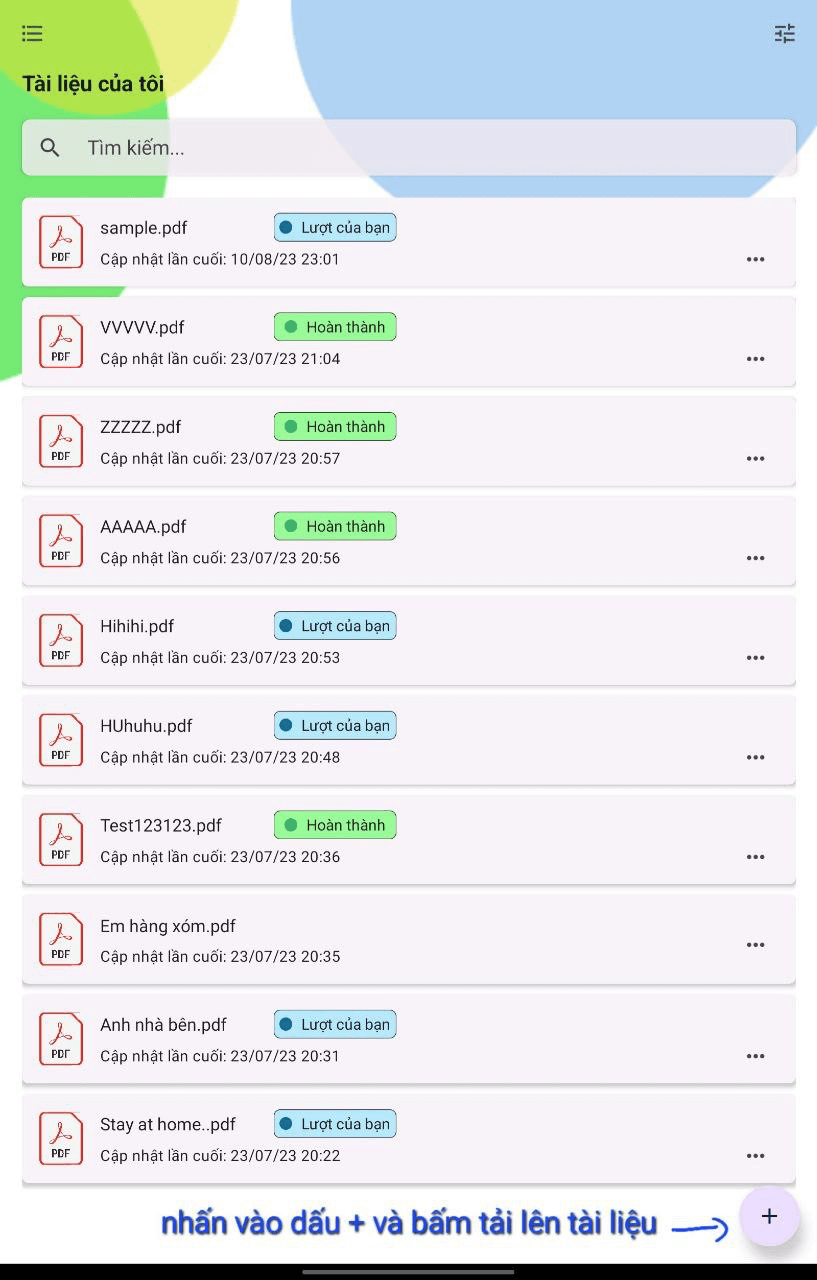 Tài liệu của tôi
Tìm kiếm...
sample.pdf Lượt của bạn
PDF Cập nhật lần cuối: 10/08/23 23:01
VVVVV.pdf Hoàn thành
PDF Cập nhật lần cuối: 23/07/23 21:04
ZZZZZ.pdf Hoàn thành
PDF Cập nhật lần cuối: 23/07/23 20:57
AAAAA.pdf Hoàn thành
PDF Cập nhật lần cuối: 23/07/23 20:56
Hihihi.pdf Lượt của bạn
PDF Cập nhật lần cuối: 23/07/23 20:53
HUhuhu.pdf Lượt của bạn
PDF Cập nhật lần cuối: 23/07/23 20:48
Test123123.pdf Hoàn thành
PDF Cập nhật lần cuối: 23/07/23 20:36
Em hàng xóm.pdf
PDF Cập nhật lần cuối: 23/07/23 20:35
Anh nhà bên.pdf Lượt của bạn
PDF Cập nhật lần cuối: 23/07/23 20:31
Stay at home..pdf Lượt của bạn
PDF Cập nhật lần cuối: 23/07/23 20:22
nhấn vào dấu + và bấm tải lên tài liệu
+